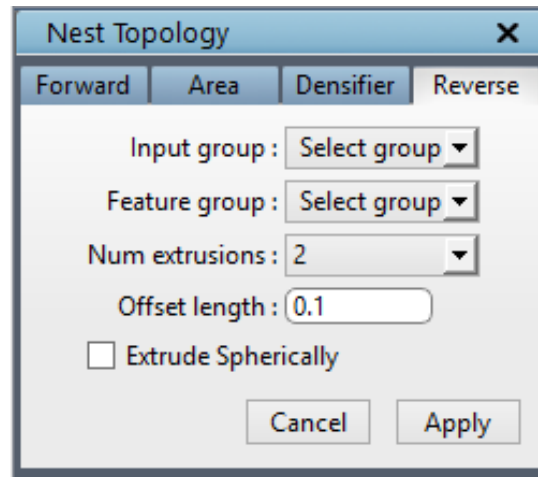 Nest Topology
Forward Area Densifier Reverse
Input group : Select group
Feature group : Select group
Num extrusions : 2
Offset length : 0.1
Extrude Spherically
Cancel Apply